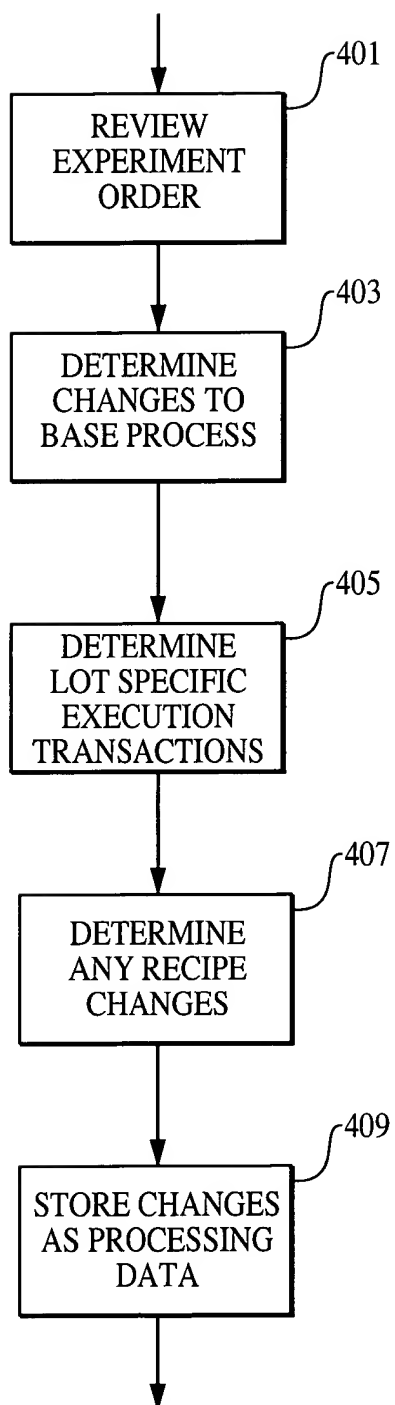 401
REVIEW
EXPERIMENT
ORDER
403
DETERMINE
CHANGES TO
BASE PROCESS
405
DETERMINE
LOT SPECIFIC
EXECUTION
TRANSACTIONS
407
DETERMINE
ANY RECIPE
CHANGES
409
STORE CHANGES
AS PROCESSING
DATA